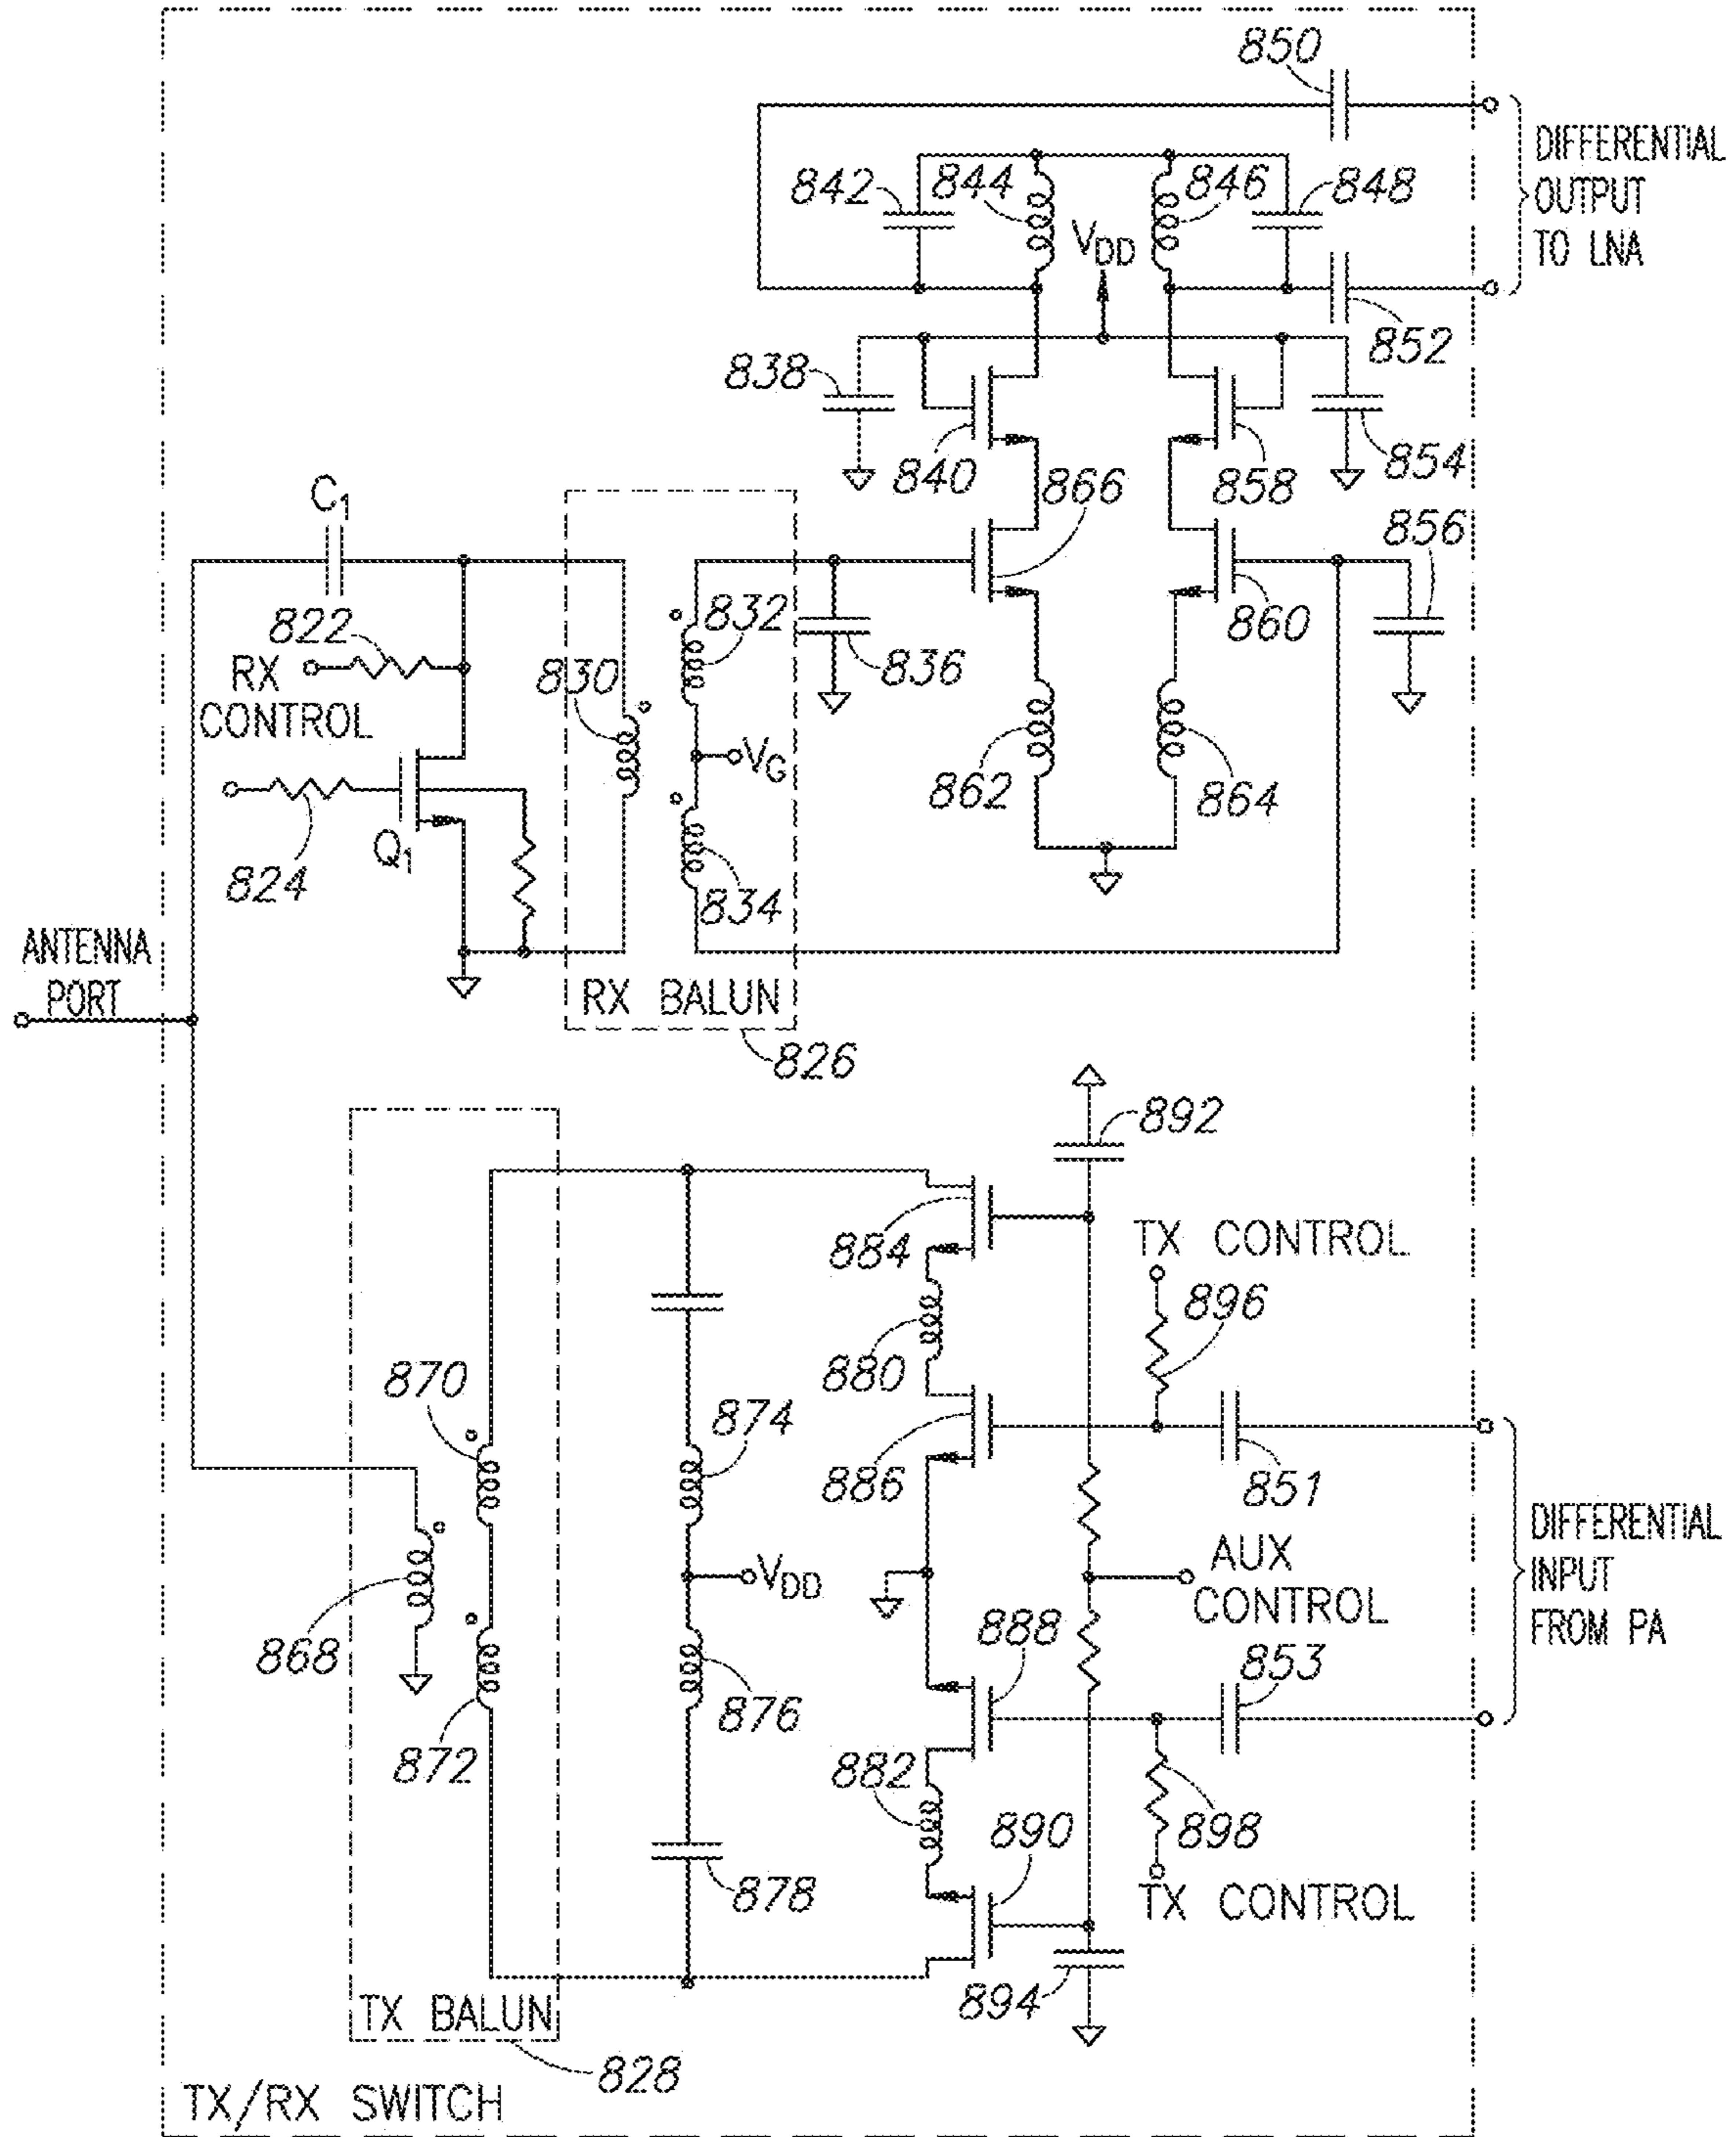 850
DIFFERENTIAL
OUTPUT
TO LNA
842
844
846
848
VDD
852
838
840
866
858
854
C1
856
822
RX
CONTROL
832
830
836
860
VG
862
864
Q1
824
834
ANTENNA
PORT
RX BALUN
826
892
884
TX CONTROL
896
870
880
874
886
851
VDD
AUX
CONTROL
DIFFERENTIAL
INPUT
FROM PA
868
888
853
876
872
882
890
898
878
TX CONTROL
894
TX BALUN
828
TX/RX SWITCH